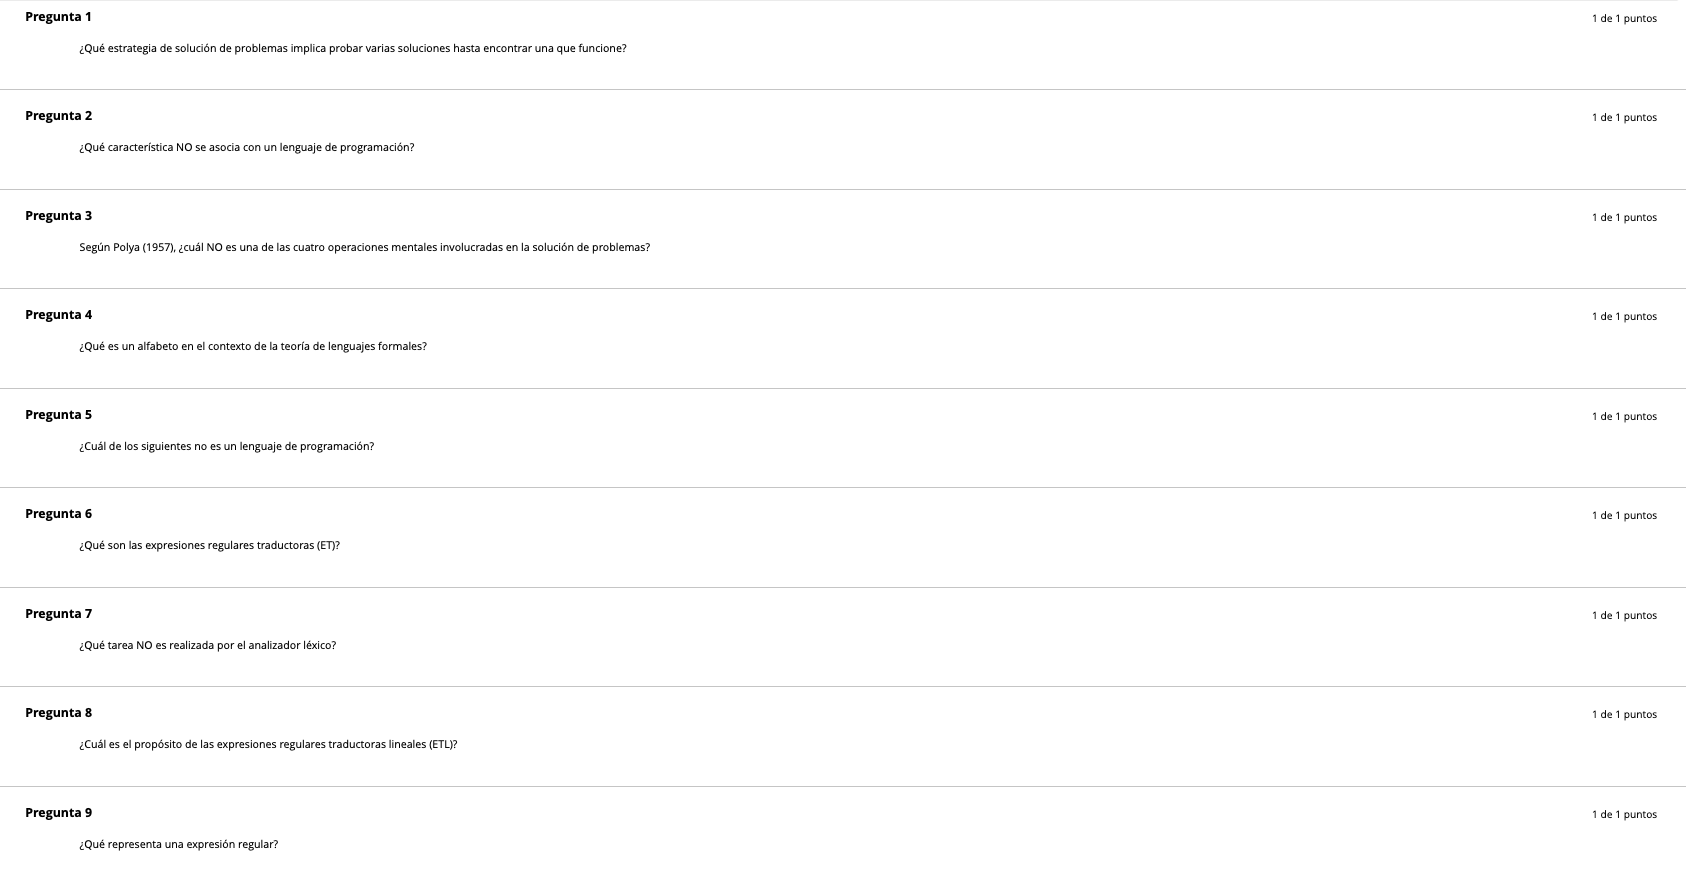 Pregunta 1
1 de 1 puntos
¿Qué estrategia de solución de problemas implica probar varias soluciones hasta encontrar una que funcione?
Pregunta 2
1 de 1 puntos
¿Qué característica NO se asocia con un lenguaje de programación?
Pregunta 3
1 de 1 puntos
Según Polya (1957), ¿cuál NO es una de las cuatro operaciones mentales involucradas en la solución de problemas?
Pregunta 4
1 de 1 puntos
¿Qué es un alfabeto en el contexto de la teoría de lenguajes formales?
Pregunta 5
1 de 1 puntos
¿Cuál de los siguientes no es un lenguaje de programación?
Pregunta 6
1 de 1 puntos
¿Qué son las expresiones regulares traductoras (ET)?
Pregunta 7
1 de 1 puntos
¿Qué tarea NO es realizada por el analizador léxico?
Pregunta 8
1 de 1 puntos
¿Cuál es el propósito de las expresiones regulares traductoras lineales (ETL)?
Pregunta 9
1 de 1 puntos
¿Qué representa una expresión regular?